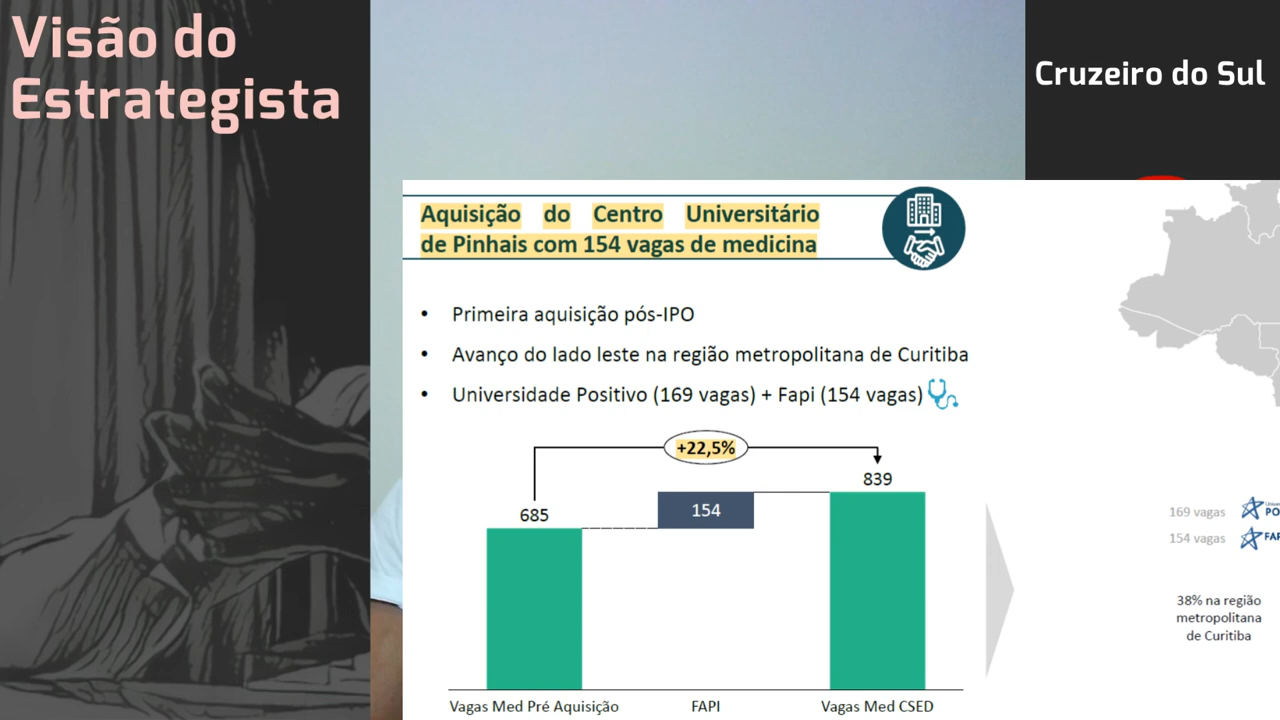 Visão do
Estrategista
Cruzeiro do Sul
Aquisição do Centro Universitário
de Pinhais com 154 vagas de medicina
• Primeira aquisição pós-IPO
• Avanço do lado leste na região metropolitana de Curitiba
• Universidade Positivo (169 vagas) + Fapi (154 vagas)
+22,5%
685
154
839
Vagas Med Pré Aquisição
FAPI
Vagas Med CSED
169 vagas
154 vagas
38% na região
metropolitana
de Curitiba